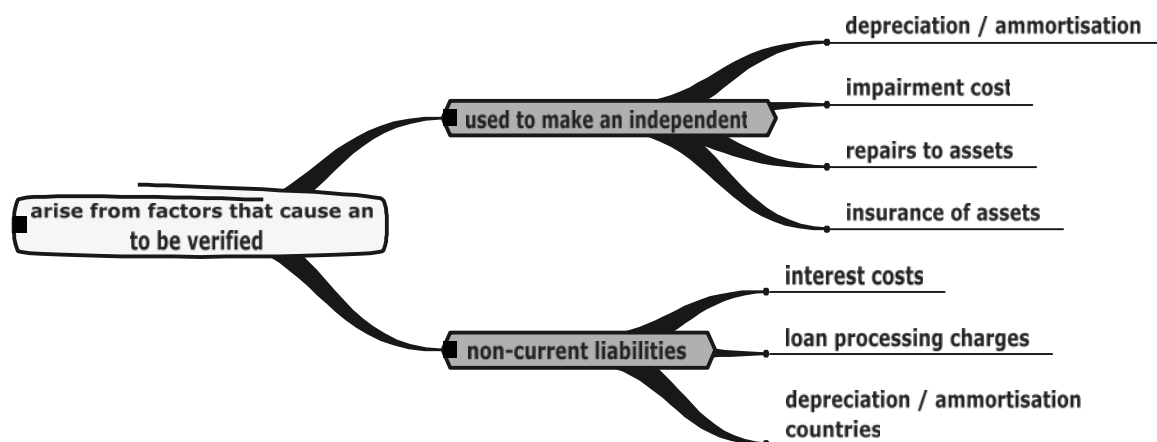 depreciation / ammortisation
impairment cost
used to make an independent
repairs to assets
insurance of assets
arise from factors that cause an
to be verified
interest costs
non-current liabilities
loan processing charges
depreciation / ammortisation
countries